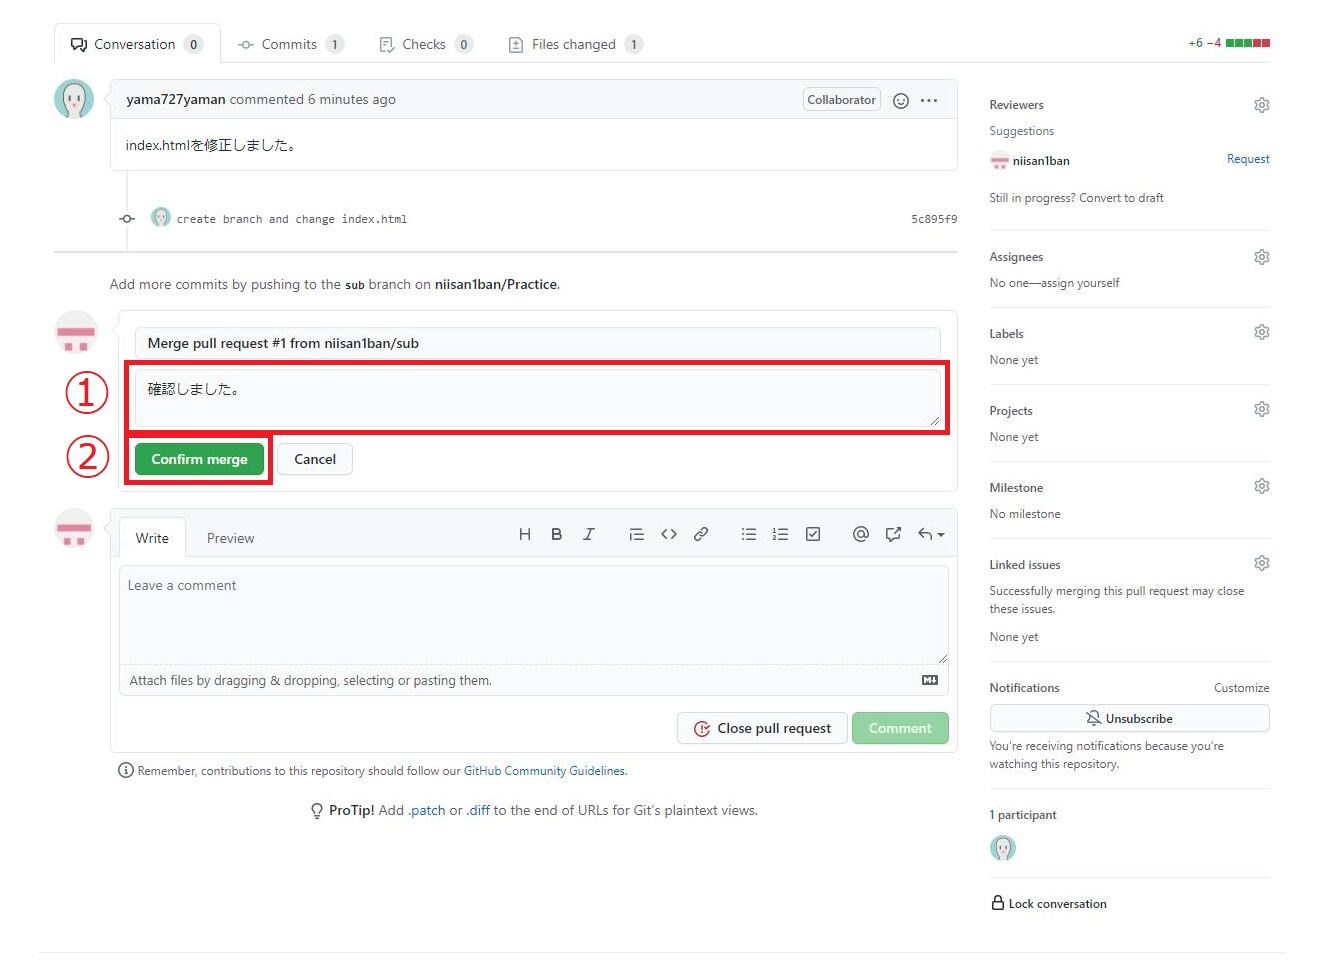 Conversation 0 Commits 1 Checks 0 Files changed 1 +6 −4
yama727yaman commented 6 minutes ago Collaborator
index.htmlを修正しました。
create branch and change index.html 5c895f9
Add more commits by pushing to the sub branch on niisan1ban/Practice.
Merge pull request #1 from niisan1ban/sub
① 確認しました。
② Confirm merge Cancel
Write Preview
Leave a comment
Attach files by dragging & dropping, selecting or pasting them.
Close pull request Comment
Remember, contributions to this repository should follow our GitHub Community Guidelines.
ProTip! Add .patch or .diff to the end of URLs for Git's plaintext views.
Reviewers
Suggestions
niisan1ban Request
Still in progress? Convert to draft
Assignees
No one—assign yourself
Labels
None yet
Projects
None yet
Milestone
No milestone
Linked issues
Successfully merging this pull request may close
these issues.
None yet
Notifications Customize
Unsubscribe
You're receiving notifications because you're
watching this repository.
1 participant
Lock conversation